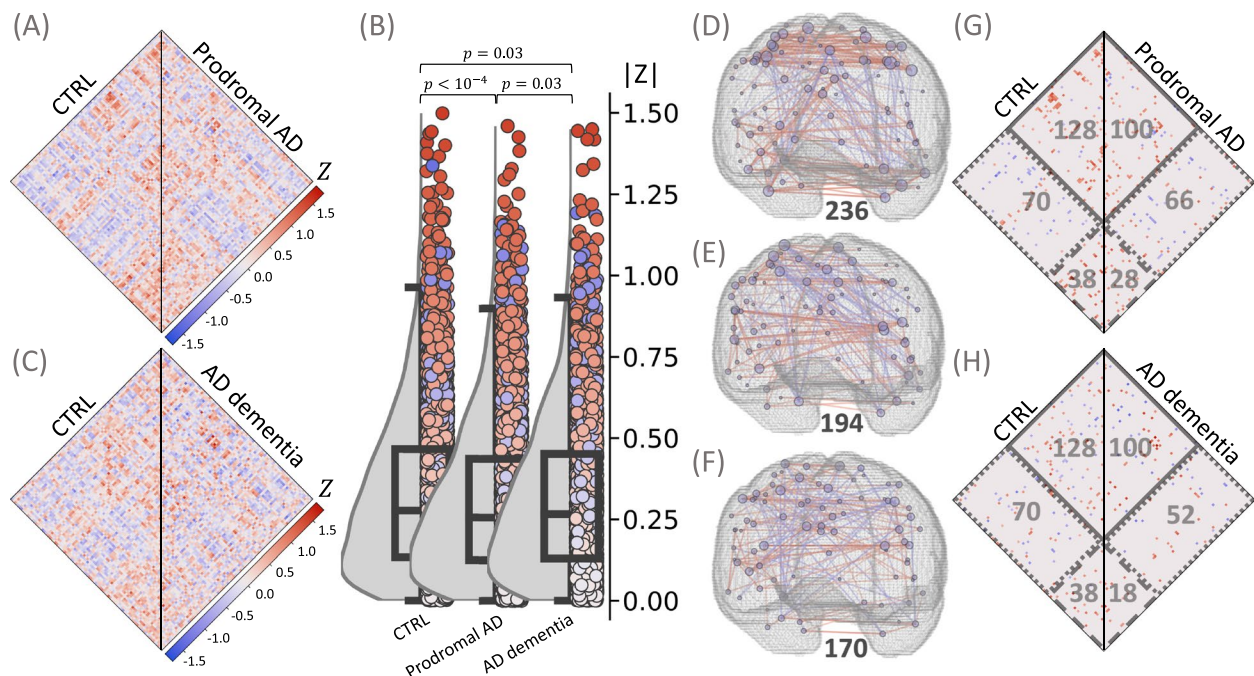 (A)
CTRL
Prodromal AD
Z
1.5
1.0
0.5
0.0
-0.5
-1.0
-1.5
(B)
p = 0.03
p < 10⁻⁴
p = 0.03
|Z|
1.50
1.25
1.00
0.75
0.50
0.25
0.00
CTRL
Prodromal AD
AD dementia
(C)
CTRL
AD dementia
Z
1.5
1.0
0.5
0.0
-0.5
-1.0
-1.5
(D)
236
(E)
194
(F)
170
(G)
CTRL
Prodromal AD
128
100
70
66
38
28
(H)
CTRL
AD dementia
128
100
70
52
38
18